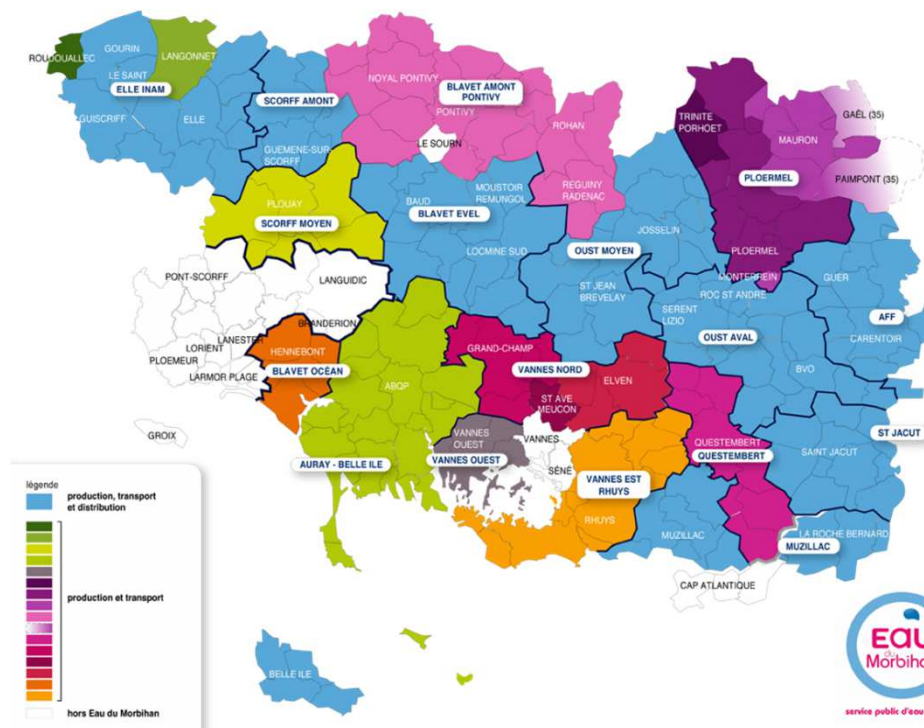 ROUDOUALLEC
GOURIN
LANGONNET
LE SAINT
ELLE INAM
GUISCRIFF
ELLE
SCORFF AMONT
GUEMENE-SUR-
SCORFF
NOYAL PONTIVY
BLAVET AMONT
PONTIVY
PONTIVY
LE SOURN
ROHAN
REGUINY
RADENAC
TRINITE
PORHOET
MAURON
GAËL (35)
PAIMPONT (35)
PLOERMEL
PLOERMEL
MONTERREIN
PLOUAY
SCORFF MOYEN
BAUD
MOUSTOIR
REMUNGOL
BLAVET EVEL
LOCMINE SUD
JOSSELIN
OUST MOYEN
ST JEAN
BREVELAY
GUER
AFF
CARENTOIR
ROC ST ANDRE
SERENT
LIZIO
OUST AVAL
BVO
PONT-SCORFF
LANGUIDIC
BRANDERION
LANESTER
LORIENT
PLOEMEUR
LARMOR PLAGE
HENNEBONT
BLAVET OCÉAN
GROIX
ABQP
AURAY - BELLE ILE
GRAND-CHAMP
VANNES NORD
ELVEN
ST AVE
MEUCON
VANNES
OUEST
VANNES OUEST
VANNES
SÉNÉ
VANNES EST
RHUYS
RHUYS
QUESTEMBERT
QUESTEMBERT
ST JACUT
SAINT JACUT
MUZILLAC
MUZILLAC
LA ROCHE BERNARD
CAP ATLANTIQUE
BELLE ILE
légende
production, transport
et distribution
production et transport
hors Eau du Morbihan
EAU
du
Morbihan
service public d'eau